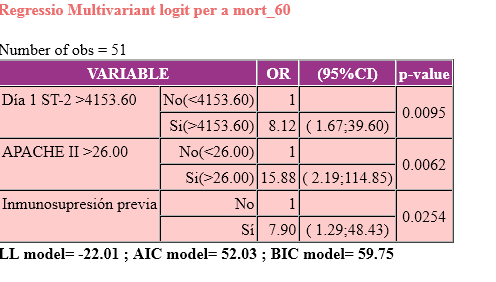 Regressio Multivariant logit per a mort_60
Number of obs = 51
VARIABLE OR (95%CI) p-value
Día 1 ST-2 >4153.60 No(<4153.60) 1 0.0095
Sí(>4153.60) 8.12 ( 1.67;39.60)
APACHE II >26.00 No(<26.00) 1 0.0062
Sí(>26.00) 15.88 ( 2.19;114.85)
Inmunosupresión previa No 1 0.0254
Sí 7.90 ( 1.29;48.43)
LL model= -22.01 ; AIC model= 52.03 ; BIC model= 59.75